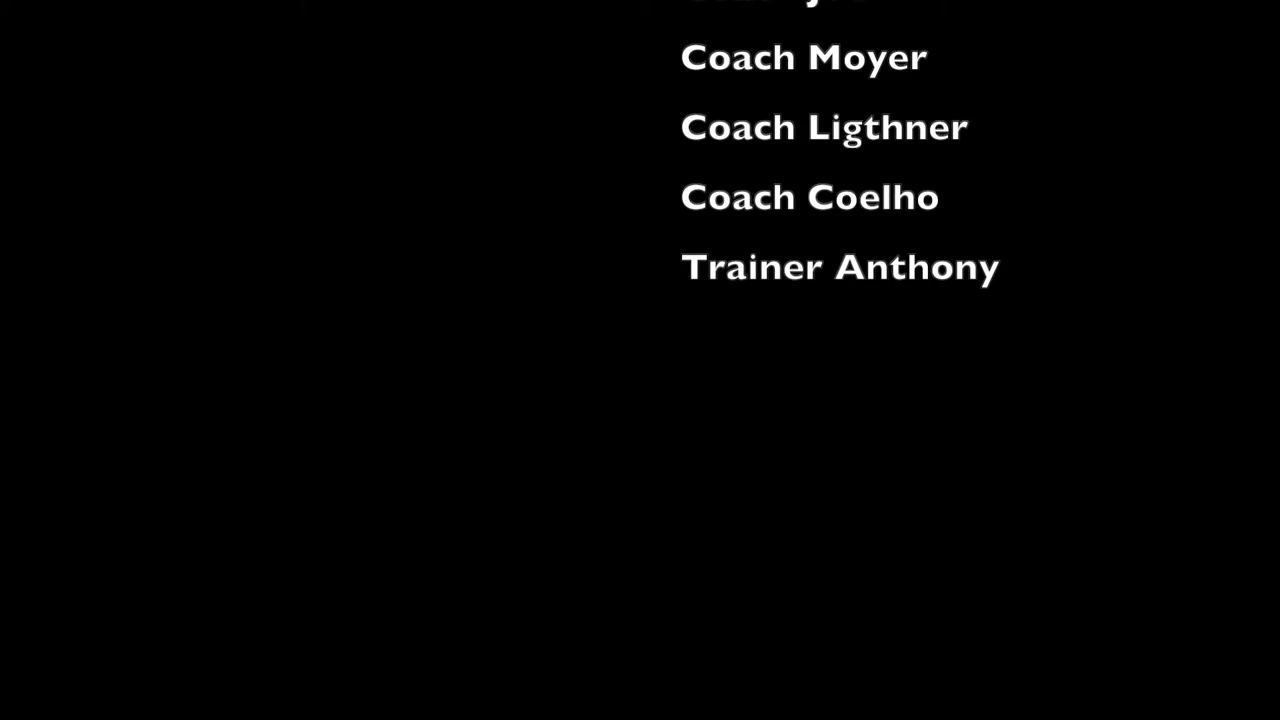 Coach Moyer
Coach Ligthner
Coach Coelho
Trainer Anthony